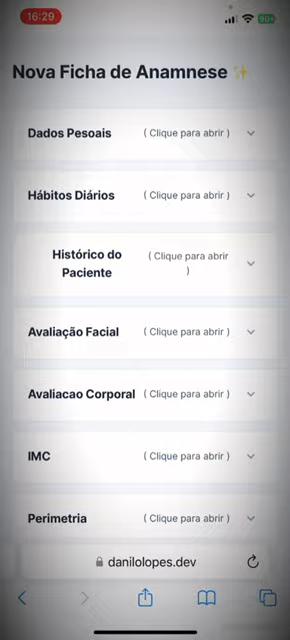 16:29
90+
Nova Ficha de Anamnese ✨
Dados Pesoais ( Clique para abrir )
Hábitos Diários ( Clique para abrir )
Histórico do ( Clique para abrir
Paciente )
Avaliação Facial ( Clique para abrir )
Avaliacao Corporal ( Clique para abrir )
IMC ( Clique para abrir )
Perimetria ( Clique para abrir )
danilolopes.dev